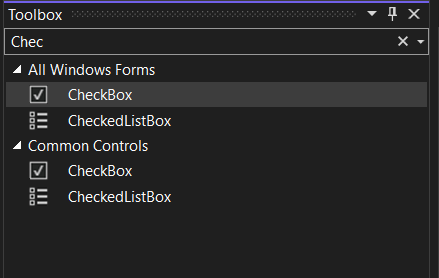 Toolbox
Chec
All Windows Forms
CheckBox
CheckedListBox
Common Controls
CheckBox
CheckedListBox